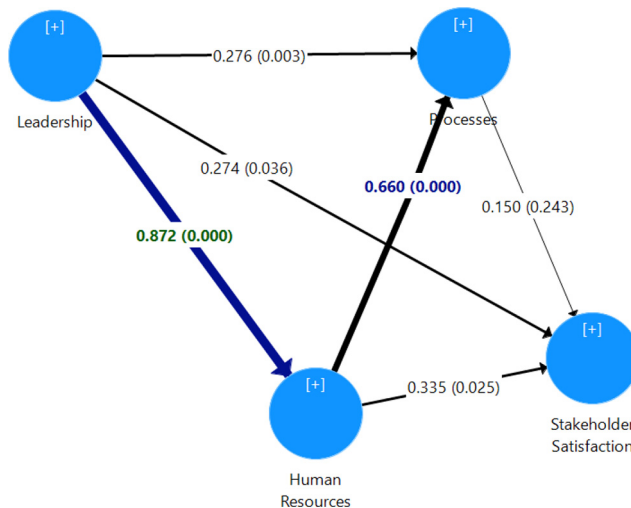 [+]
[+]
0.276 (0.003)
Leadership
Processes
0.274 (0.036)
0.660 (0.000)
0.150 (0.243)
0.872 (0.000)
[+]
[+]
0.335 (0.025)
Stakeholder
Satisfaction
Human
Resources